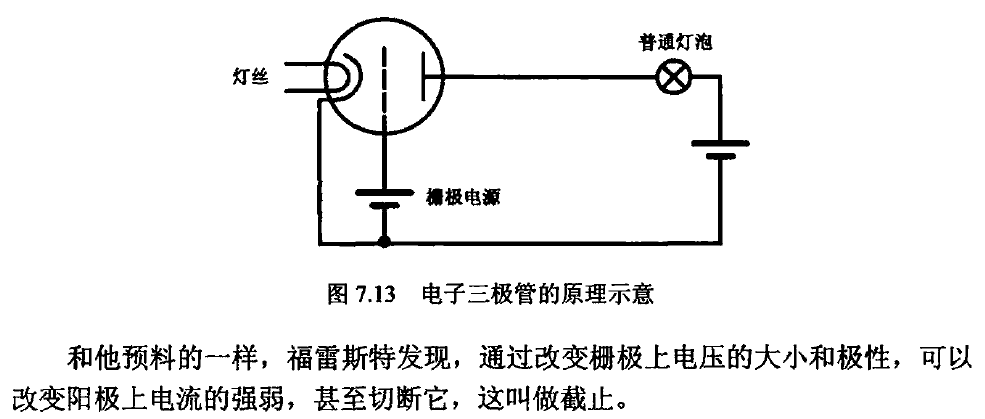 普通灯泡
灯丝
栅极电源
图 7.13 电子三极管的原理示意
和他预料的一样，福雷斯特发现，通过改变栅极上电压的大小和极性，可以
改变阳极上电流的强弱，甚至切断它，这叫做截止。